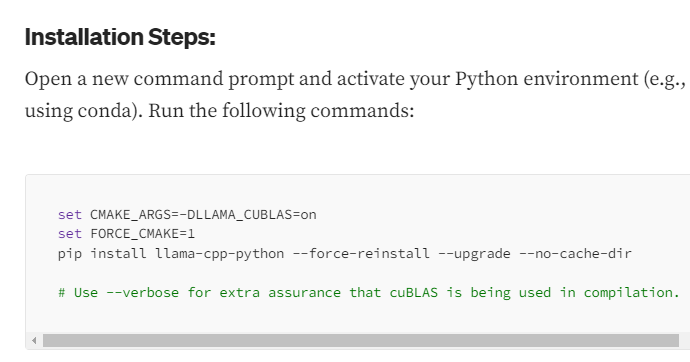 Installation Steps:
Open a new command prompt and activate your Python environment (e.g.,
using conda). Run the following commands:
set CMAKE_ARGS=-DLLAMA_CUBLAS=on
set FORCE_CMAKE=1
pip install llama-cpp-python --force-reinstall --upgrade --no-cache-dir
# Use --verbose for extra assurance that cuBLAS is being used in compilation.